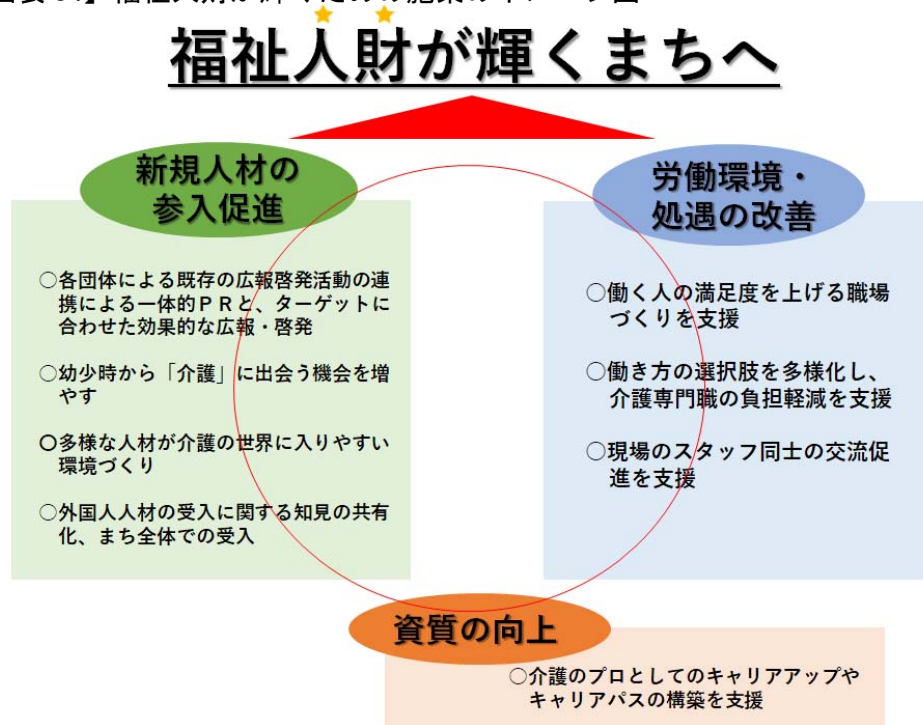 福祉人財が輝くまちへ
新規人材の
参入促進
○各団体による既存の広報啓発活動の連
携による一体的ＰＲと、ターゲットに
合わせた効果的な広報・啓発
○幼少時から「介護」に出会う機会を増
やす
○多様な人材が介護の世界に入りやすい
環境づくり
○外国人人材の受入に関する知見の共有
化、まち全体での受入
労働環境・
処遇の改善
○働く人の満足度を上げる職場
づくりを支援
○働き方の選択肢を多様化し、
介護専門職の負担軽減を支援
○現場のスタッフ同士の交流促
進を支援
資質の向上
○介護のプロとしてのキャリアアップや
キャリアパスの構築を支援